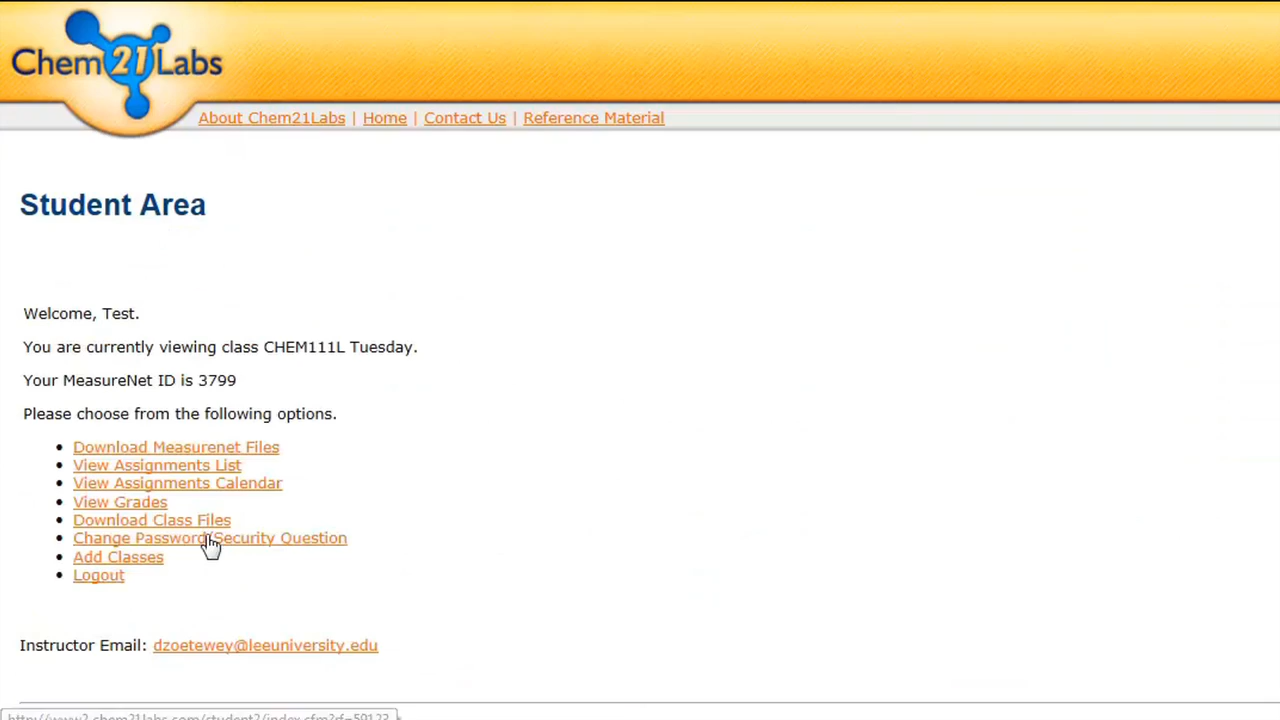 Chem21Labs
About Chem21Labs | Home | Contact Us | Reference Material
Student Area
Welcome, Test.
You are currently viewing class CHEM111L Tuesday.
Your MeasureNet ID is 3799
Please choose from the following options.
• Download Measurenet Files
• View Assignments List
• View Assignments Calendar
• View Grades
• Download Class Files
• Change Password/Security Question
• Add Classes
• Logout
Instructor Email: dzoetewey@leeuniversity.edu